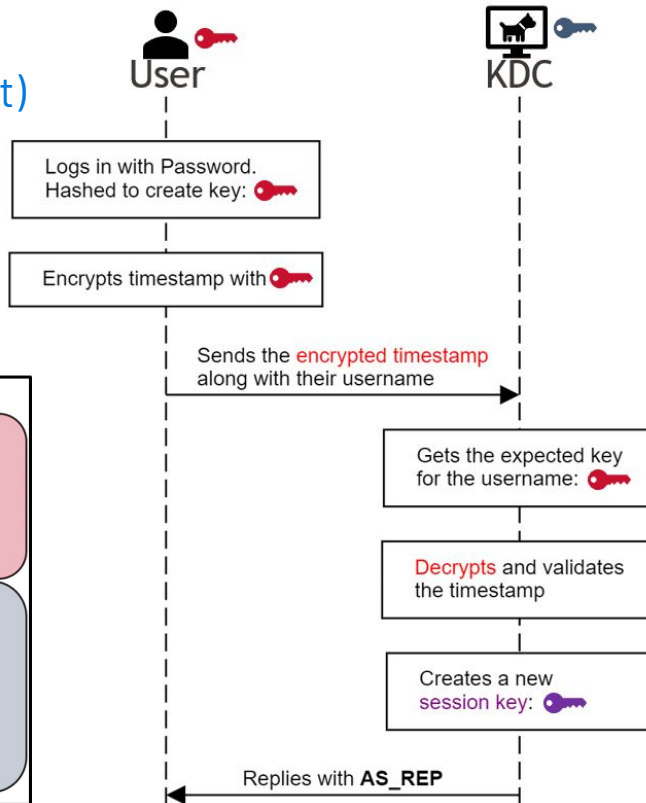 User
KDC
t)
Logs in with Password.
Hashed to create key:
Encrypts timestamp with
Sends the encrypted timestamp
along with their username
Gets the expected key
for the username:
Decrypts and validates
the timestamp
Creates a new
session key:
Replies with AS_REP